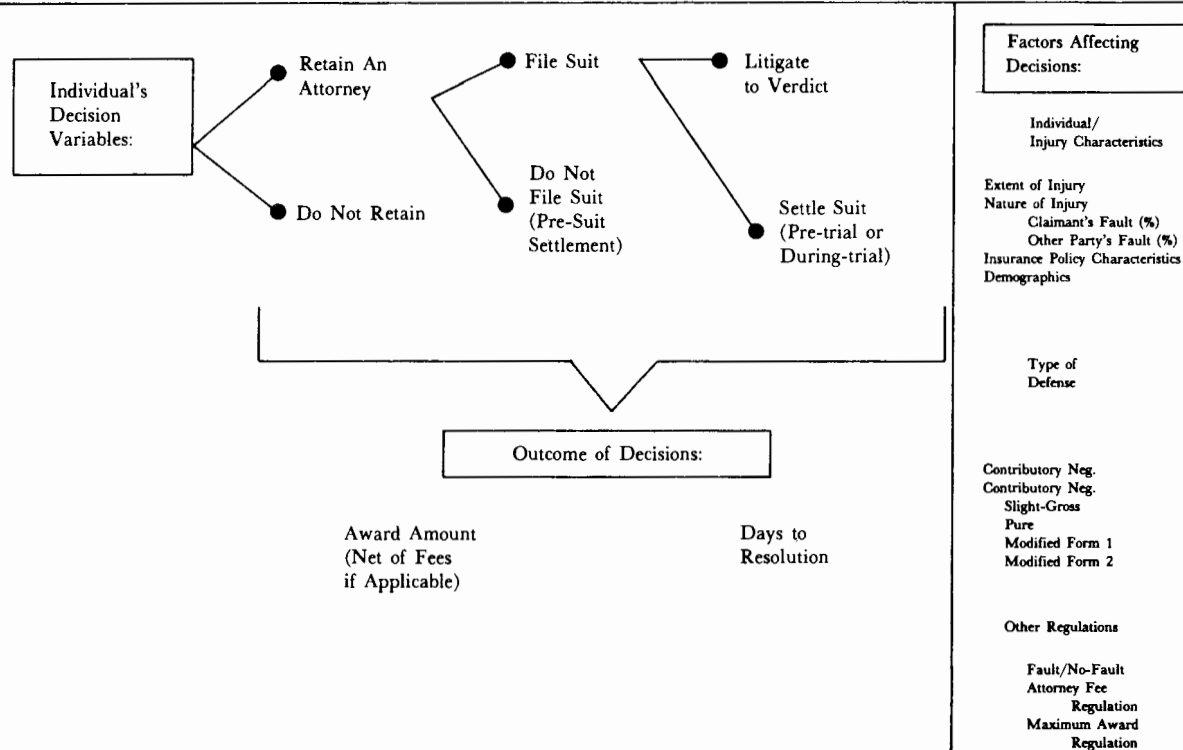 Individual's
Decision
Variables:
Retain An
Attorney
Do Not Retain
File Suit
Do Not
File Suit
(Pre-Suit
Settlement)
Litigate
to Verdict
Settle Suit
(Pre-trial or
During-trial)
Outcome of Decisions:
Award Amount
(Net of Fees
if Applicable)
Days to
Resolution
Factors Affecting
Decisions:
Individual/
Injury Characteristics
Extent of Injury
Nature of Injury
Claimant's Fault (%)
Other Party's Fault (%)
Insurance Policy Characteristics
Demographics
Type of
Defense
Contributory Neg.
Contributory Neg.
Slight-Gross
Pure
Modified Form 1
Modified Form 2
Other Regulations
Fault/No-Fault
Attorney Fee
Regulation
Maximum Award
Regulation